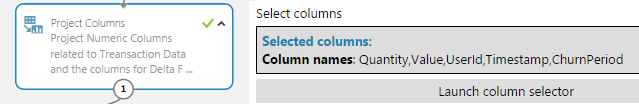 Project Columns
Project Numeric Columns
related to Treansaction Data
and the columns for Delta F ...
1
Select columns
Selected columns:
Column names: Quantity,Value,UserId,Timestamp,ChurnPeriod
Launch column selector